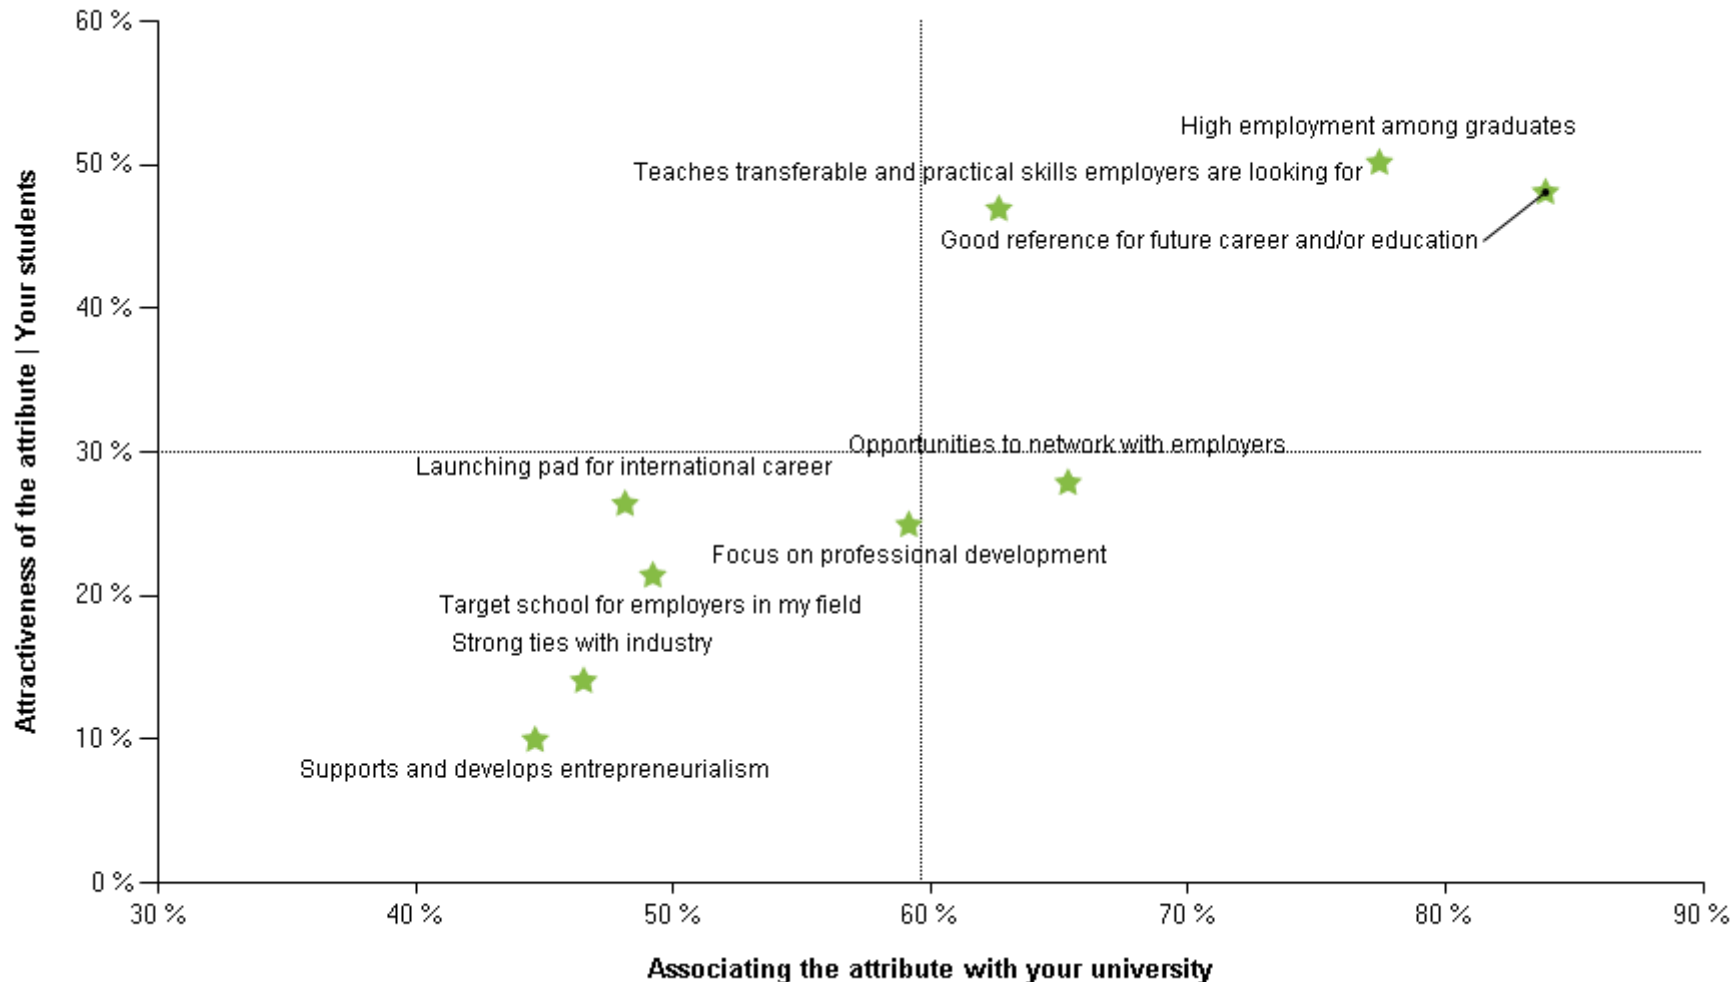 60 %
High employment among graduates
50 %
Teaches transferable and practical skills employers are looking for
Good reference for future career and/or education
40 %
Opportunities to network with employers
30 %
Launching pad for international career
Focus on professional development
20 %
Target school for employers in my field
Strong ties with industry
10 %
Supports and develops entrepreneurialism
0 %
30 %
40 %
50 %
60 %
70 %
80 %
90 %
Attractiveness of the attribute | Your students
Associating the attribute with your university